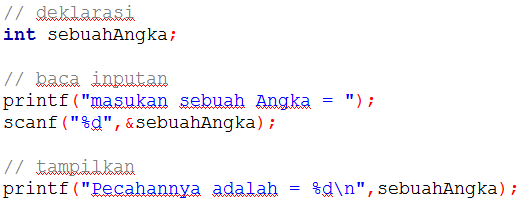 // deklarasi
int sebuahAngka;
// baca inputan
printf("masukan sebuah Angka = ");
scanf("%d",&sebuahAngka);
// tampilkan
printf("Pecahannya adalah = %d\n",sebuahAngka);